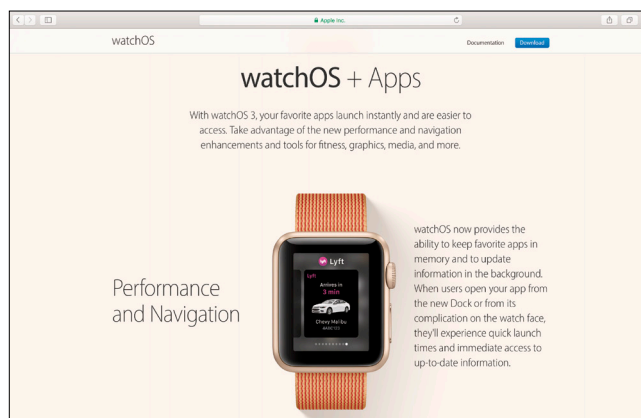 Apple Inc.
watchOS
Documentation
Download
watchOS + Apps
With watchOS 3, your favorite apps launch instantly and are easier to
access. Take advantage of the new performance and navigation
enhancements and tools for fitness, graphics, media, and more.
Performance
and Navigation
Lyft
Lyft
Arrives in
3 min
Chevy Malibu
watchOS now provides the
ability to keep favorite apps in
memory and to update
information in the background.
When users open your app from
the new Dock or from its
complication on the watch face,
they'll experience quick launch
times and immediate access to
up-to-date information.